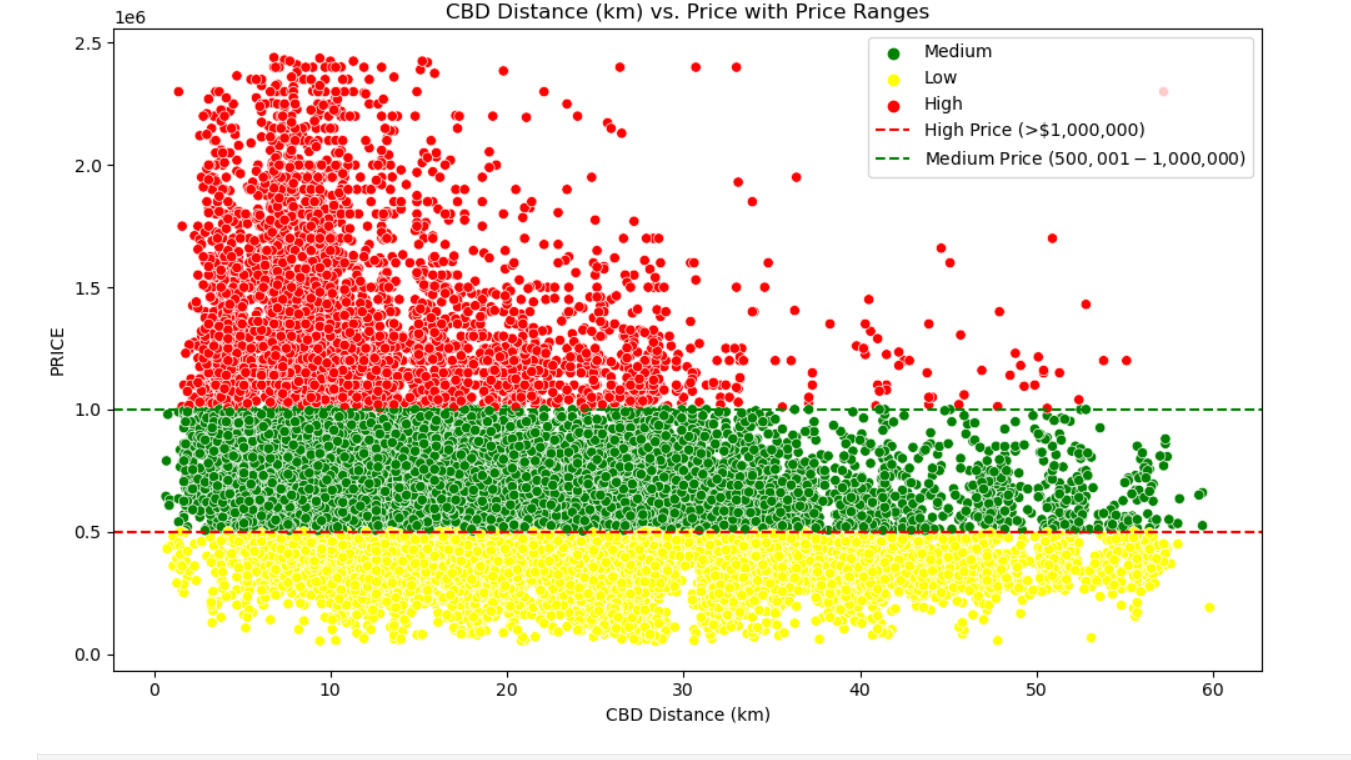 CBD Distance (km) vs. Price with Price Ranges
1e6
2.5
2.0
1.5
1.0
0.5
0.0
PRICE
Medium
Low
High
High Price (>$1,000,000)
Medium Price (500, 001 − 1,000,000)
0 10 20 30 40 50 60
CBD Distance (km)